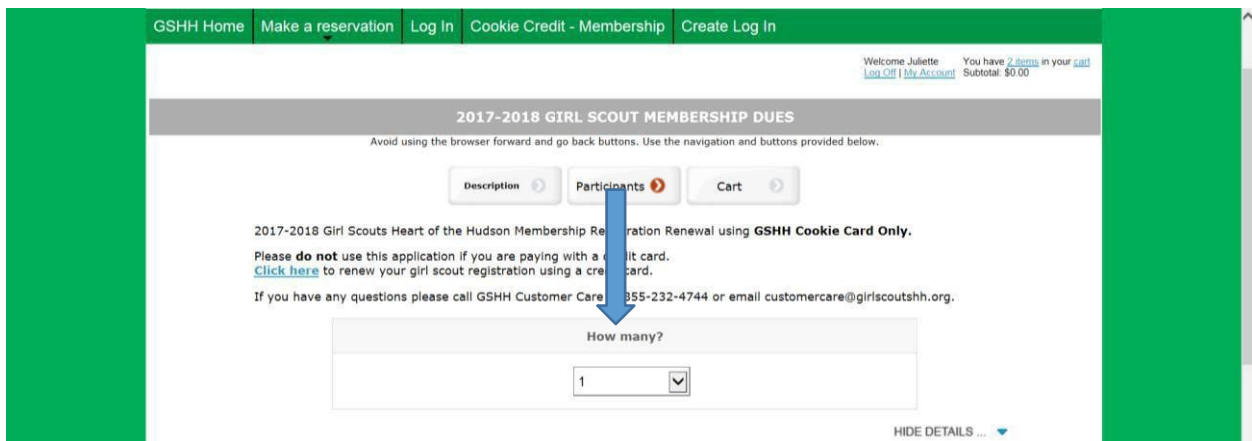 GSHH Home Make a reservation Log In Cookie Credit - Membership Create Log In
Welcome Juliette You have 2 items in your cart
Log Off | My Account Subtotal: $0.00
2017-2018 GIRL SCOUT MEMBERSHIP DUES
Avoid using the browser forward and go back buttons. Use the navigation and buttons provided below.
Description Participants Cart
2017-2018 Girl Scouts Heart of the Hudson Membership Renewal using GSHH Cookie Card Only.
Please do not use this application if you are paying with a card.
Click here to renew your girl scout registration using a card.
If you have any questions please call GSHH Customer Care 855-232-4744 or email customercare@girlscoutshh.org.
How many?
1
HIDE DETAILS ...